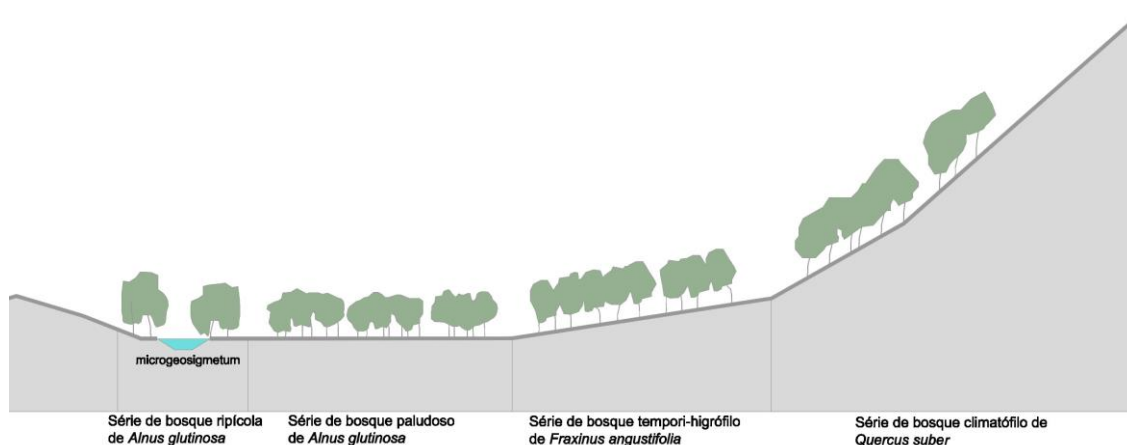 microgeosigmetum
Série de bosque ripícola
de Alnus glutinosa
Série de bosque paludoso
de Alnus glutinosa
Série de bosque tempori-higrófilo
de Fraxinus angustifolia
Série de bosque climatófilo de
Quercus suber